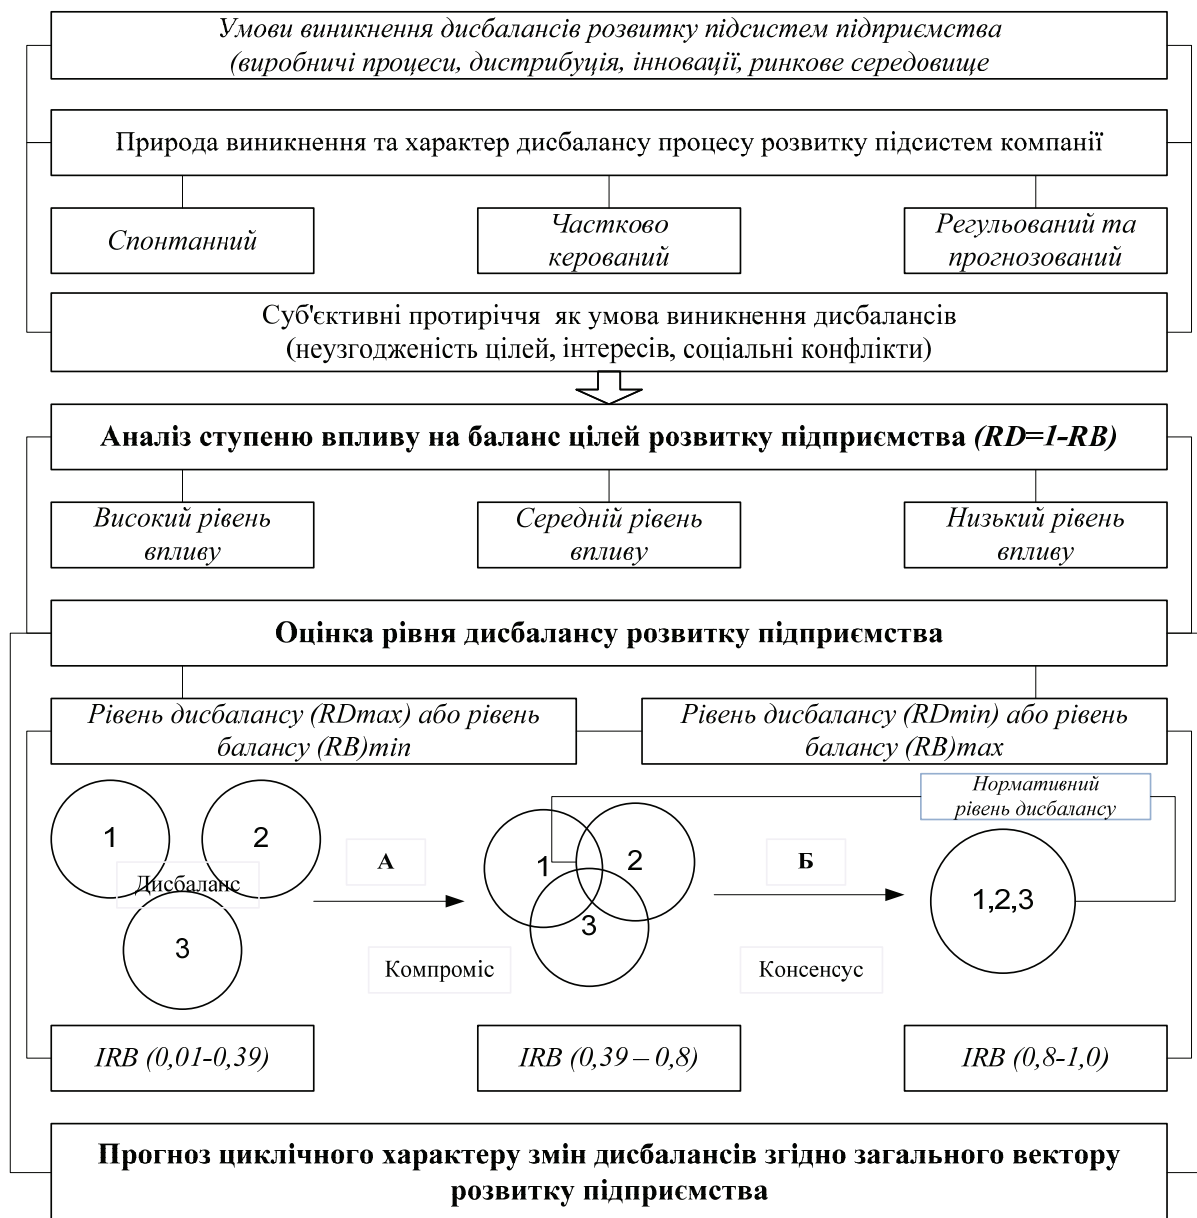 Умови виникнення дисбалансів розвитку підсистем підприємства
(виробничі процеси, дистрибуція, інновації, ринкове середовище
Природа виникнення та характер дисбалансу процесу розвитку підсистем компанії
Спонтанний
Частково
керований
Регульований та
прогнозований
Суб'єктивні протиріччя як умова виникнення дисбалансів
(неузгодженість цілей, інтересів, соціальні конфлікти)
Аналіз ступеню впливу на баланс цілей розвитку підприємства (RD=1-RB)
Високий рівень
впливу
Середній рівень
впливу
Низький рівень
впливу
Оцінка рівня дисбалансу розвитку підприємства
Рівень дисбалансу (RDmax) або рівень
балансу (RB)min
Рівень дисбалансу (RDmin) або рівень
балансу (RB)max
Нормативний
рівень дисбалансу
1
2
Дисбаланс
3
А
Компроміс
1
2
3
Б
Консенсус
1,2,3
IRB (0,01-0,39)
IRB (0,39 – 0,8)
IRB (0,8-1,0)
Прогноз циклічного характеру змін дисбалансів згідно загального вектору
розвитку підприємства